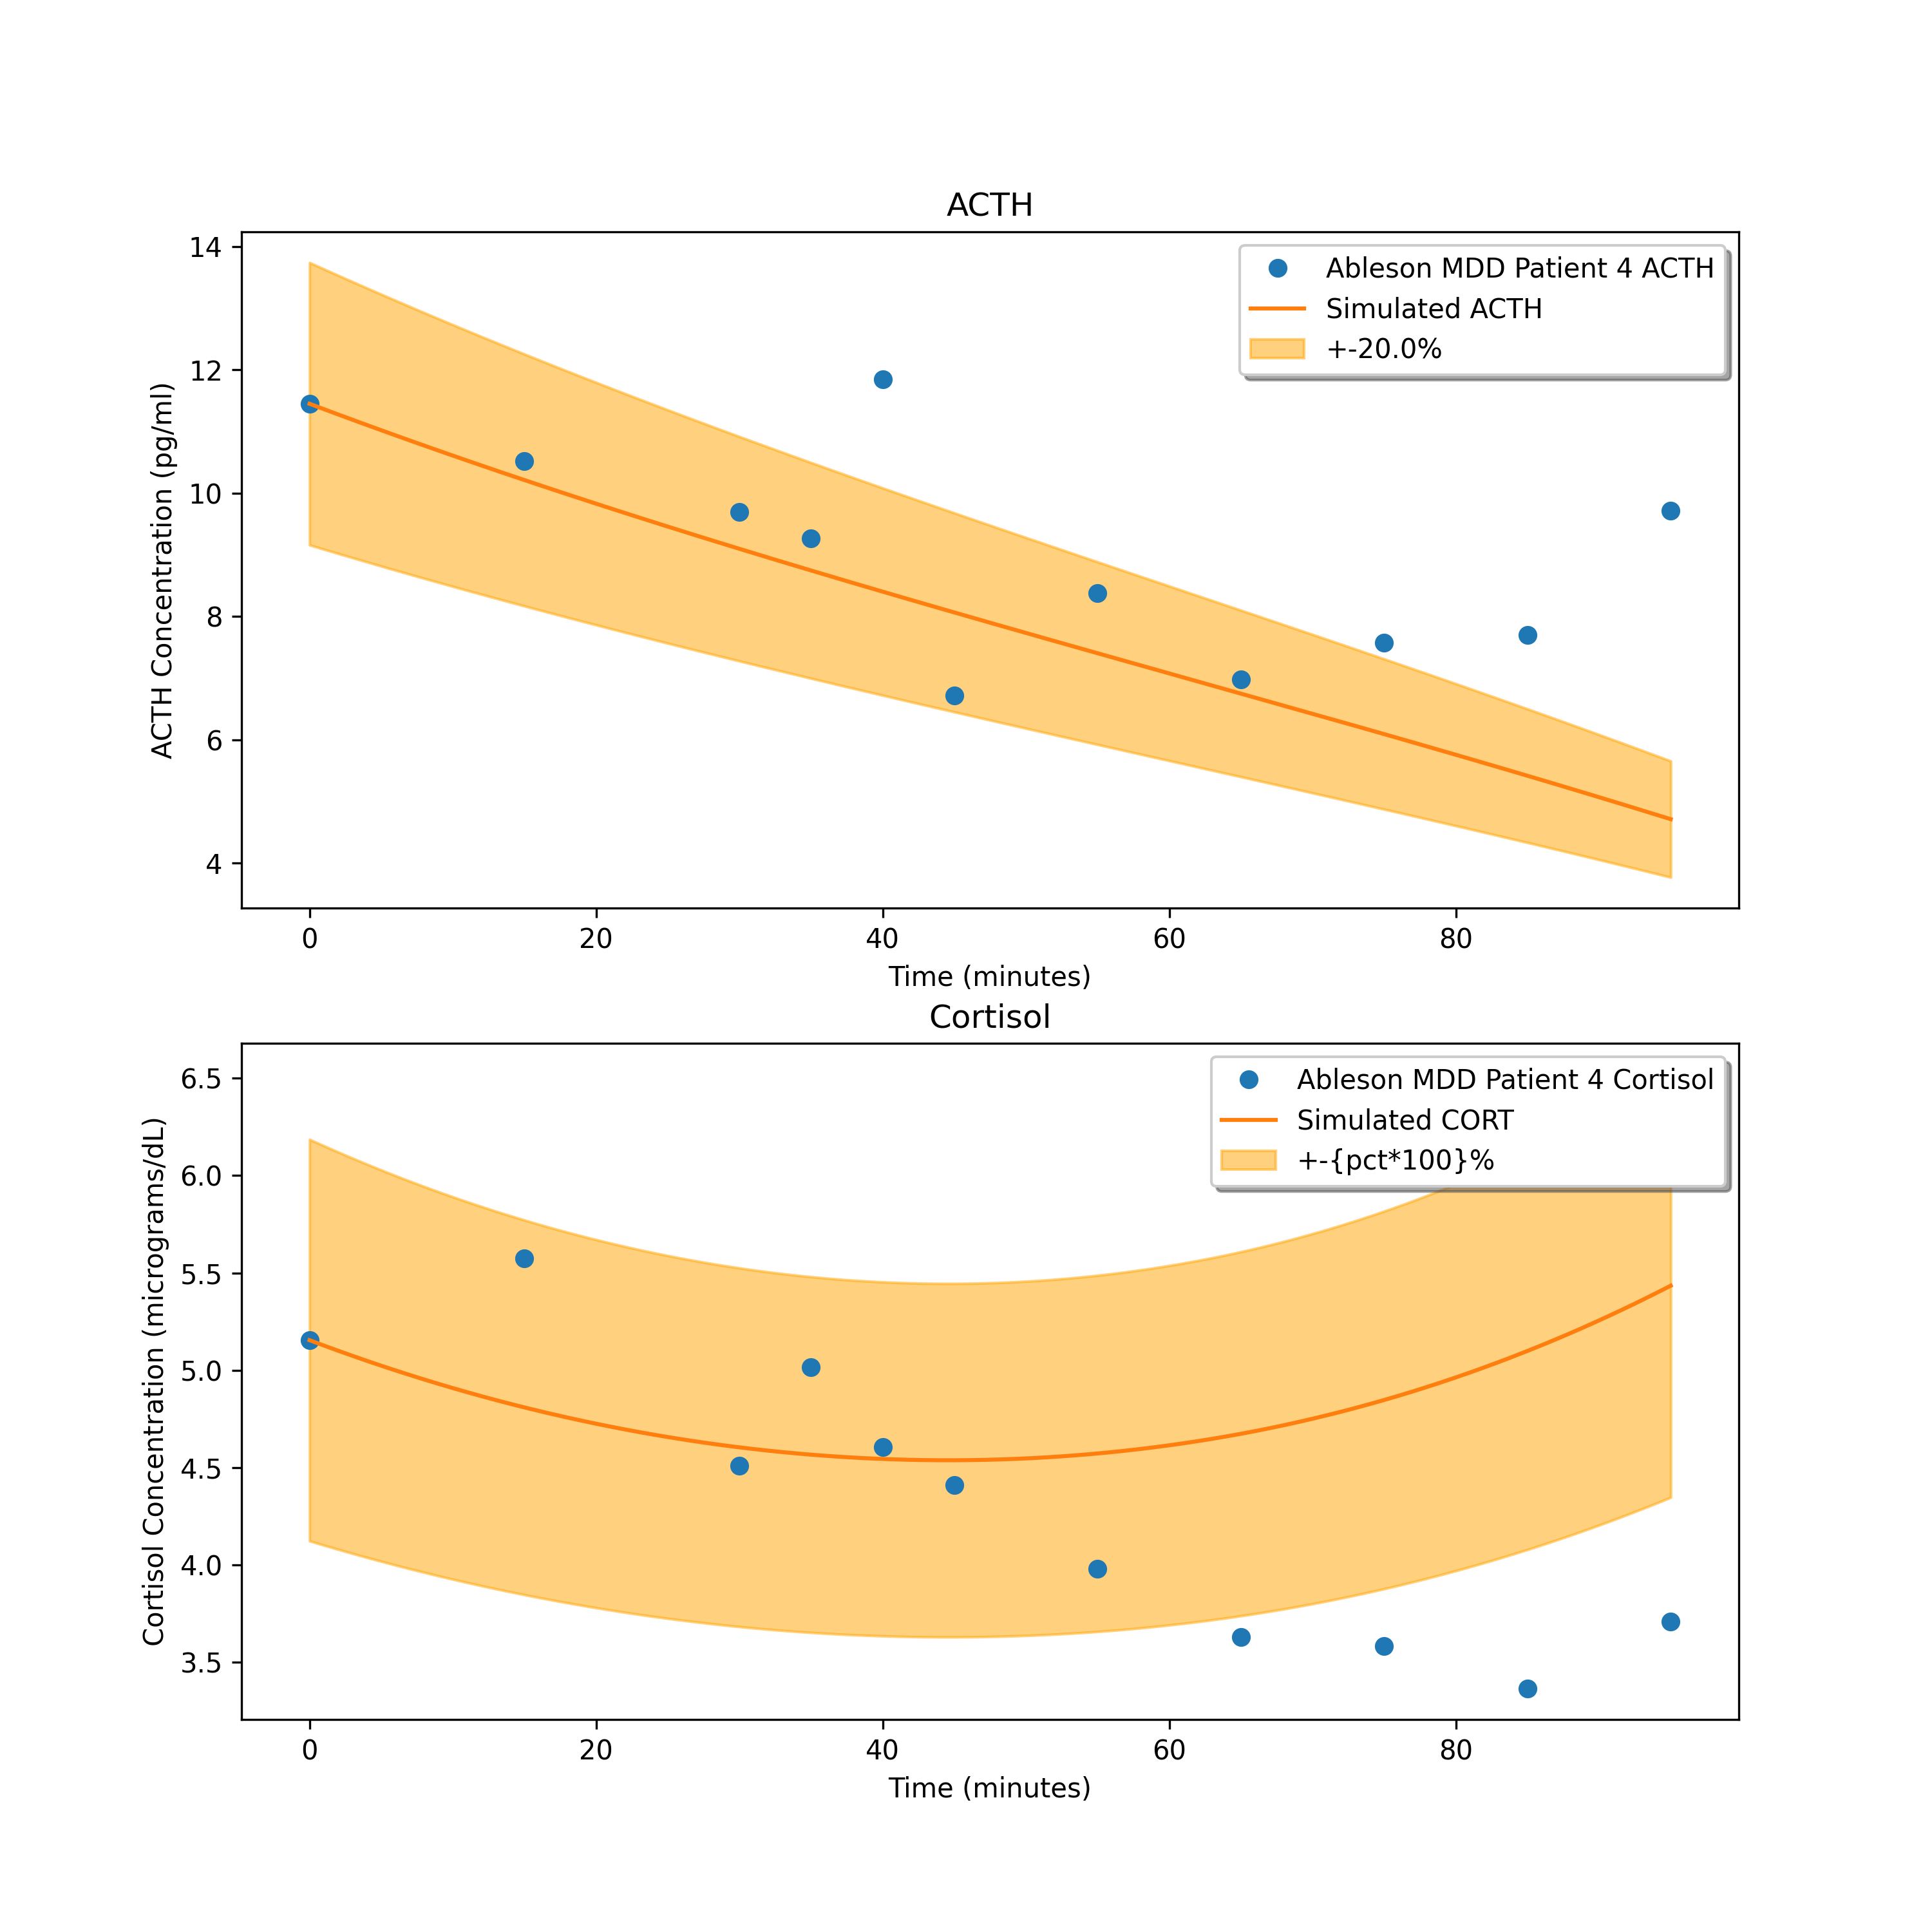 ACTH
14
12
10
8
6
4
ACTH Concentration (pg/ml)
Ableson MDD Patient 4 ACTH
Simulated ACTH
+-20.0%
0 20 40 60 80
Time (minutes)
Cortisol
6.5
6.0
5.5
5.0
4.5
4.0
3.5
Cortisol Concentration (micrograms/dL)
Ableson MDD Patient 4 Cortisol
Simulated CORT
+-{pct*100}%
0 20 40 60 80
Time (minutes)